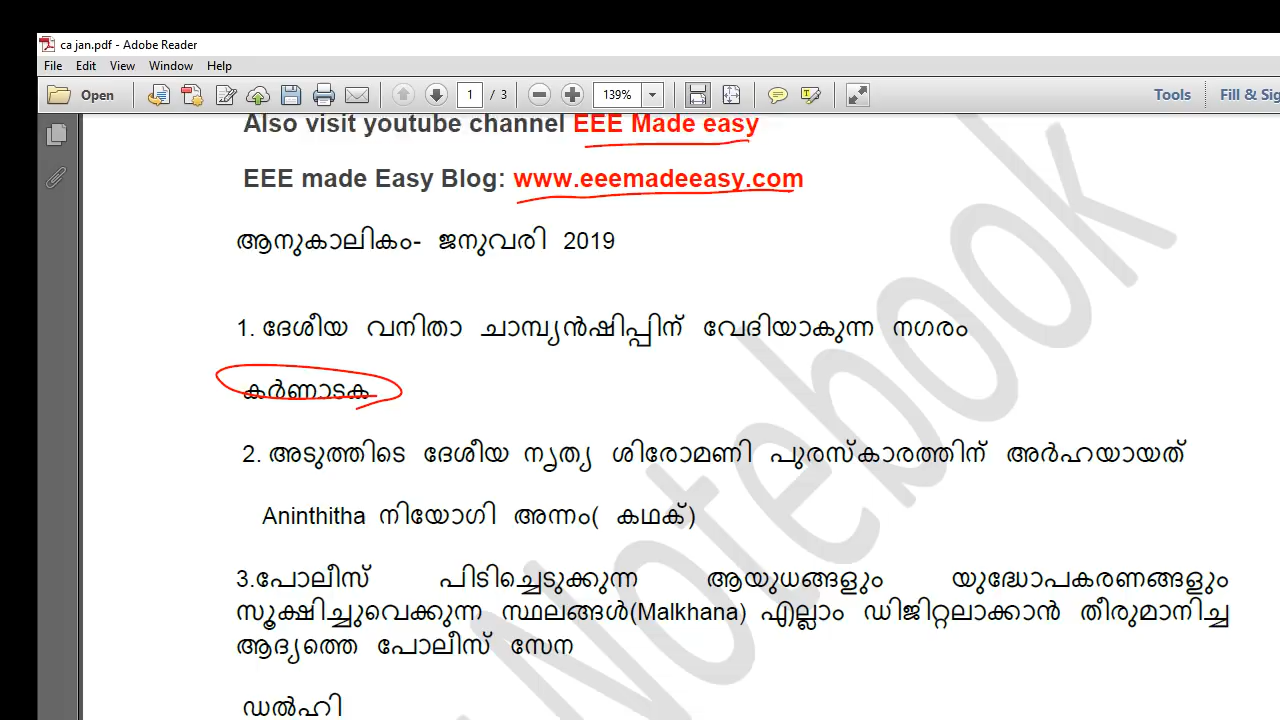 ca jan.pdf - Adobe Reader
File Edit View Window Help
Open 1 / 3 139% Tools Fill & Sig
Also visit youtube channel EEE Made easy
EEE made Easy Blog: www.eeemadeeasy.com
ആനുകാലികം- ജനുവരി 2019
1. ദേശീയ വനിതാ ചാമ്പ്യൻഷിപ്പിന് വേദിയാകുന്ന നഗരം
കർണാടക
2. അടുത്തിടെ ദേശീയ നൃത്യ ശിരോമണി പുരസ്കാരത്തിന് അർഹയായത്
Aninthitha നിയോഗി അന്നം( കഥക്)
3.പോലീസ് പിടിച്ചെടുക്കുന്ന ആയുധങ്ങളും യുദ്ധോപകരണങ്ങളും
സൂക്ഷിച്ചുവെക്കുന്ന സ്ഥലങ്ങൾ(Malkhana) എല്ലാം ഡിജിറ്റലാക്കാൻ തീരുമാനിച്ച
ആദ്യത്തെ പോലീസ് സേന
ഡൽഹി
Notebook